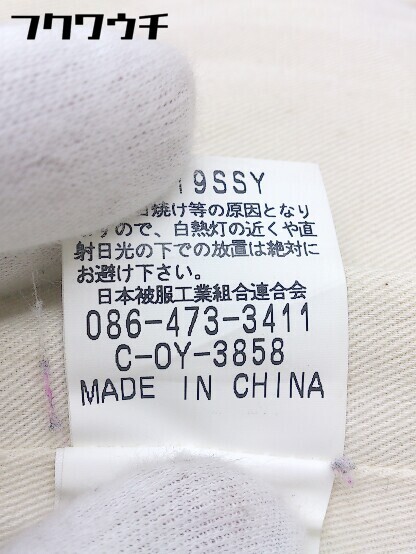 フクワウチ
19SSY
日焼け等の原因となり
ますので、白熱灯の近くや直
射日光の下での放置は絶対に
お避け下さい。
日本被服工業組合連合会
086-473-3411
C-OY-3858
MADE IN CHINA